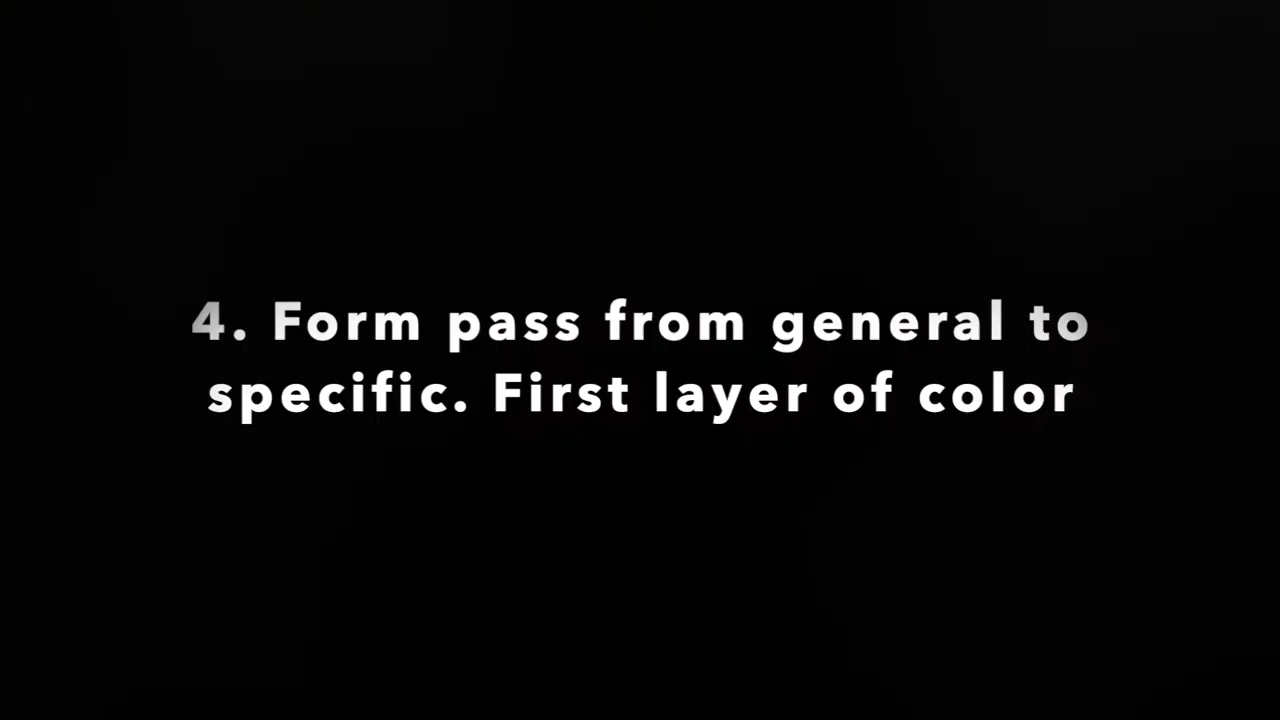 4. Form pass from general to
specific. First layer of color